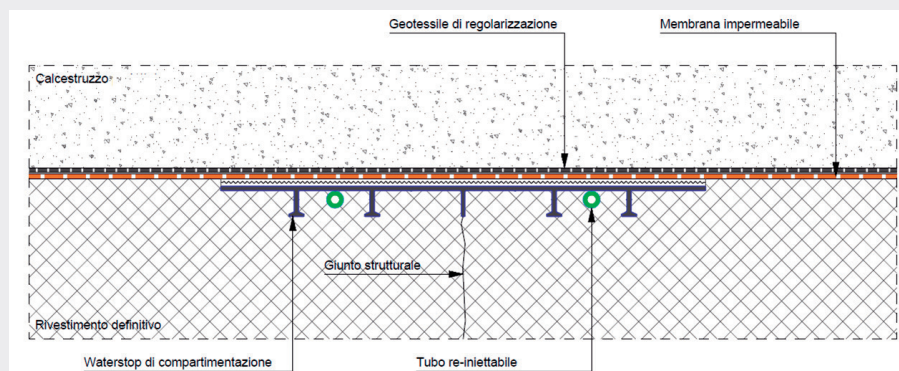 Geotessile di regolarizzazione
Membrana impermeabile
Calcestruzzo
Giunto strutturale
Rivestimento definitivo
Waterstop di compartimentazione
Tubo re-iniettabile